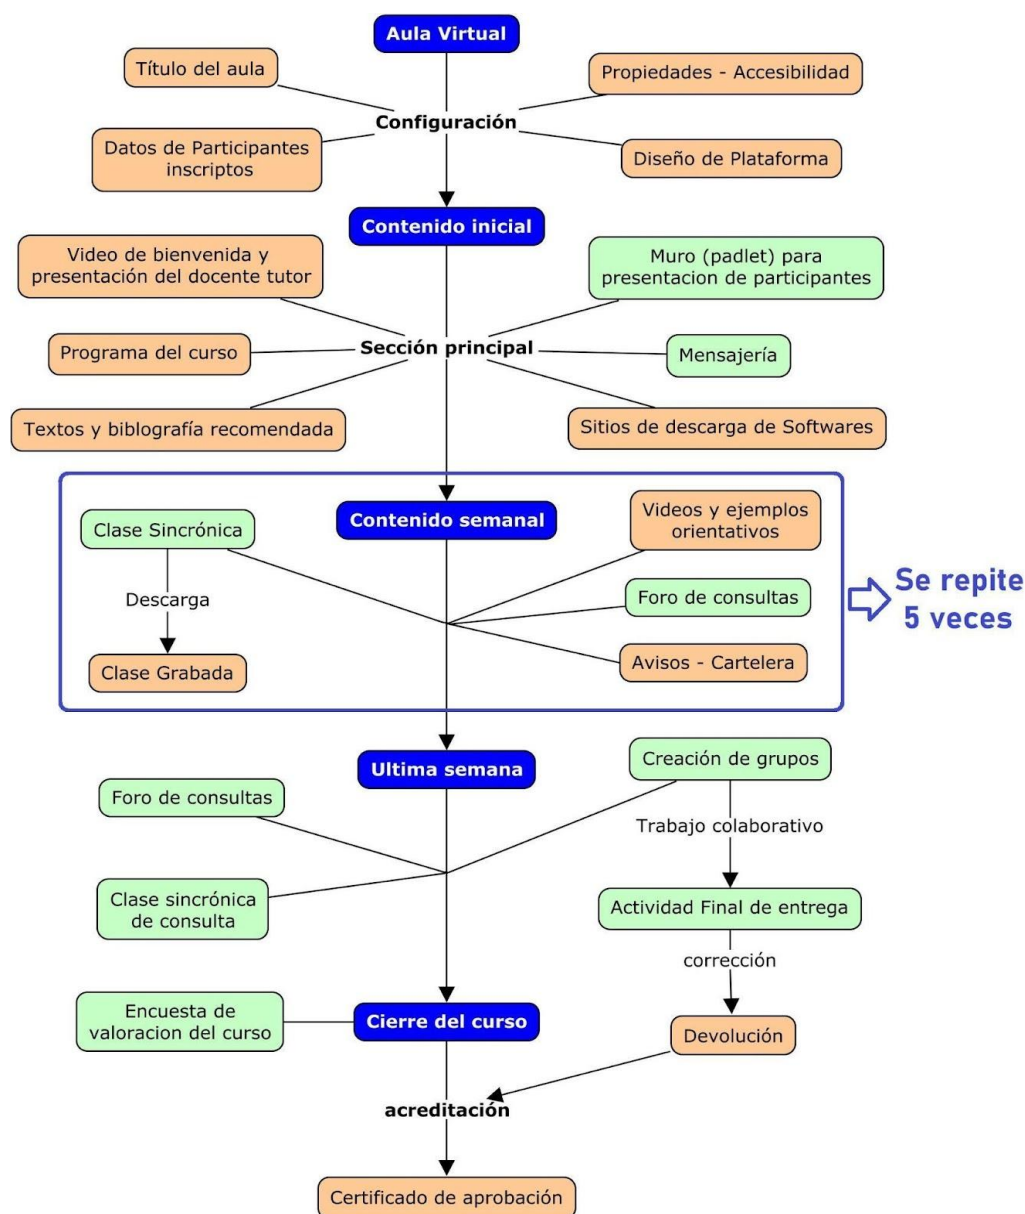 Aula Virtual
Título del aula
Propiedades - Accesibilidad
Configuración
Datos de Participantes
inscriptos
Diseño de Plataforma
Contenido inicial
Video de bienvenida y
presentación del docente tutor
Muro (padlet) para
presentacion de participantes
Programa del curso
Sección principal
Mensajería
Textos y biblografía recomendada
Sitios de descarga de Softwares
Contenido semanal
Clase Sincrónica
Videos y ejemplos
orientativos
Descarga
Foro de consultas
Clase Grabada
Avisos - Cartelera
Se repite
5 veces
Ultima semana
Creación de grupos
Foro de consultas
Trabajo colaborativo
Clase sincrónica
de consulta
Actividad Final de entrega
corrección
Encuesta de
valoracion del curso
Cierre del curso
Devolución
acreditación
Certificado de aprobación